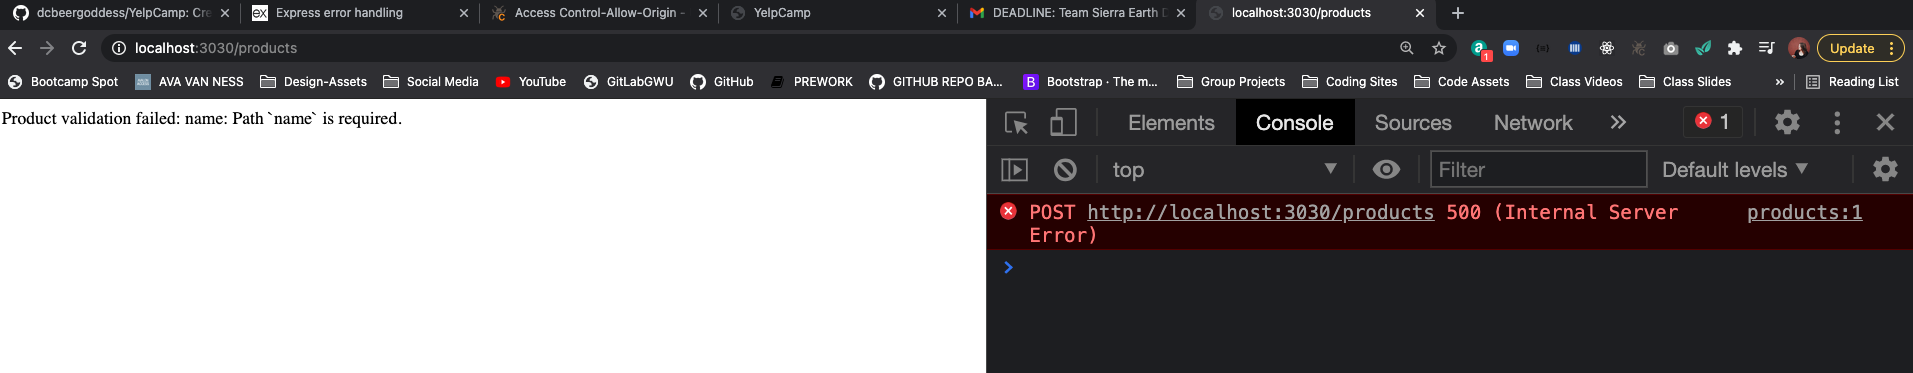 dcbeergoddess/YelpCamp: Cre
Express error handling
Access Control-Allow-Origin -
YelpCamp
DEADLINE: Team Sierra Earth D
localhost:3030/products
localhost:3030/products
1
Update
Bootcamp Spot
AVA VAN NESS
Design-Assets
Social Media
YouTube
GitLabGWU
GitHub
PREWORK
GITHUB REPO BA...
Bootstrap · The m...
Group Projects
Coding Sites
Code Assets
Class Videos
Class Slides
»
Reading List
Product validation failed: name: Path `name` is required.
Elements
Console
Sources
Network
»
1
top
Filter
Default levels
POST http://localhost:3030/products 500 (Internal Server
Error)
products:1